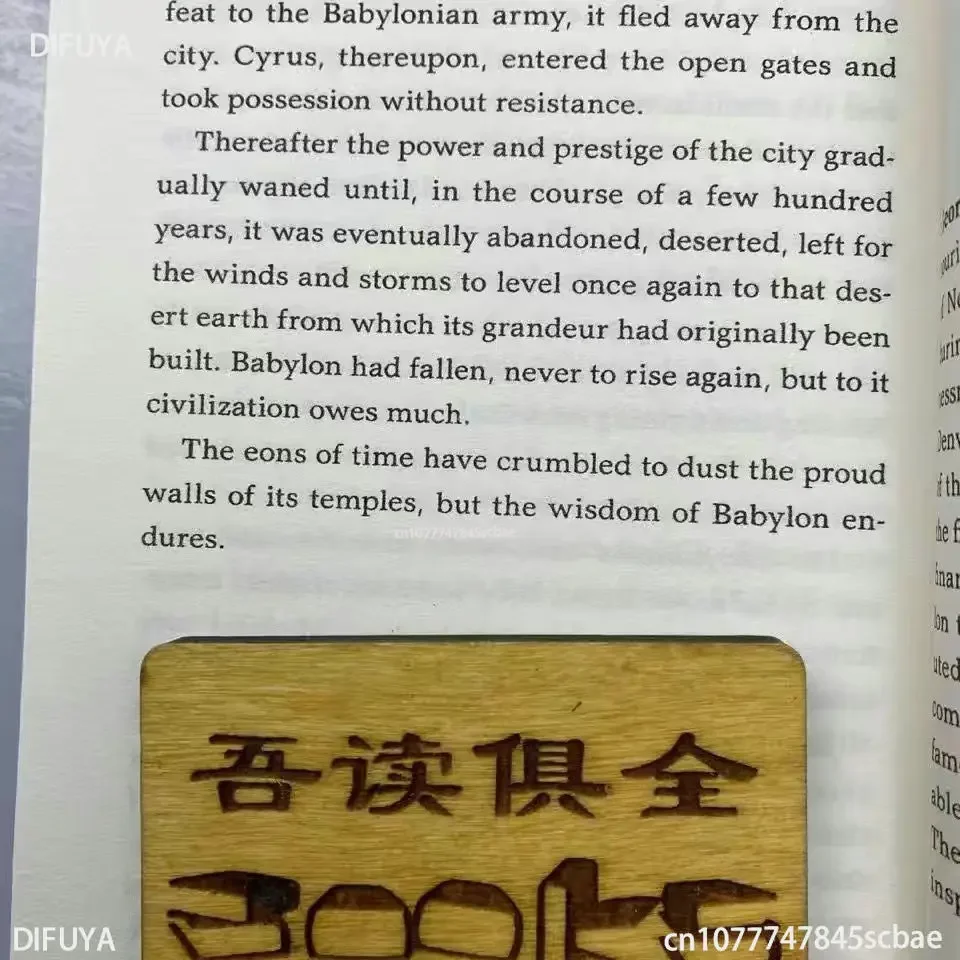 DIFUYA
feat to the Babylonian army, it fled away from the
city. Cyrus, thereupon, entered the open gates and
took possession without resistance.
Thereafter the power and prestige of the city grad-
ually waned until, in the course of a few hundred
years, it was eventually abandoned, deserted, left for
the winds and storms to level once again to that des-
ert earth from which its grandeur had originally been
built. Babylon had fallen, never to rise again, but to it
civilization owes much.
The eons of time have crumbled to dust the proud
walls of its temples, but the wisdom of Babylon en-
dures.
吾读俱全
DIFUYA
cn1077747845scbae